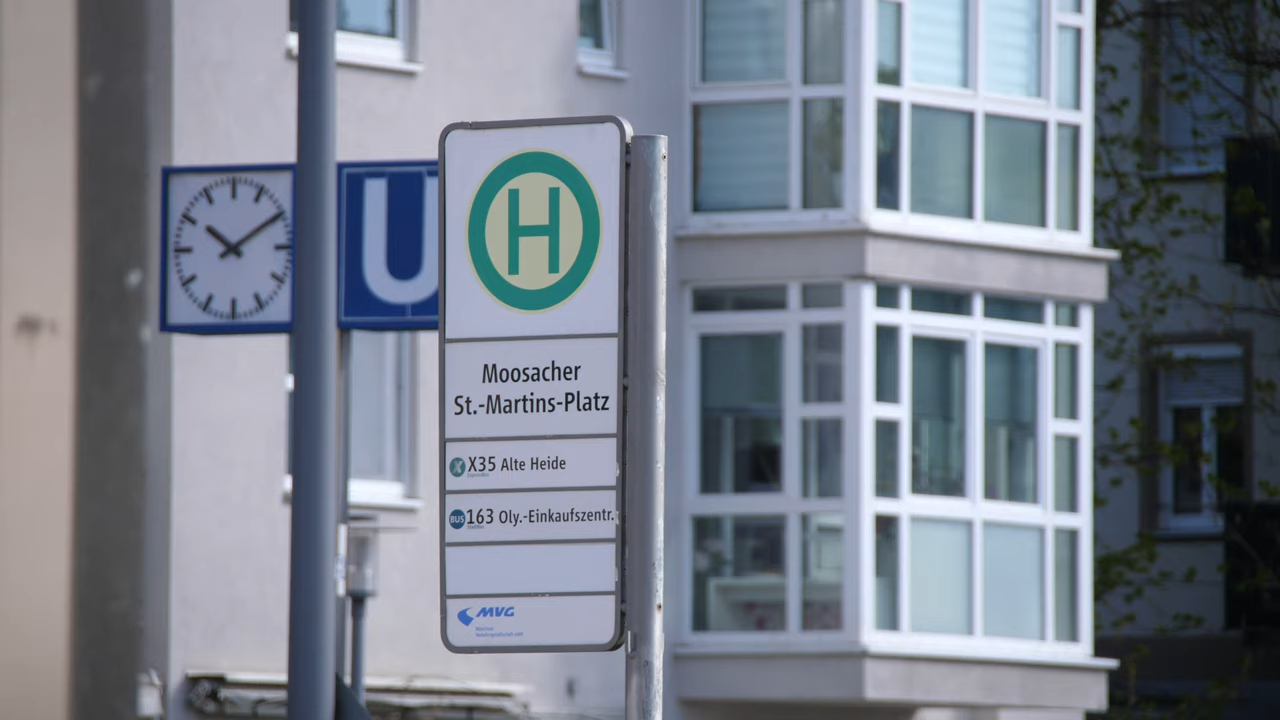 U
H
Moosacher
St.-Martins-Platz
X X35 Alte Heide
BUS 163 Oly.-Einkaufszentr.
MVG